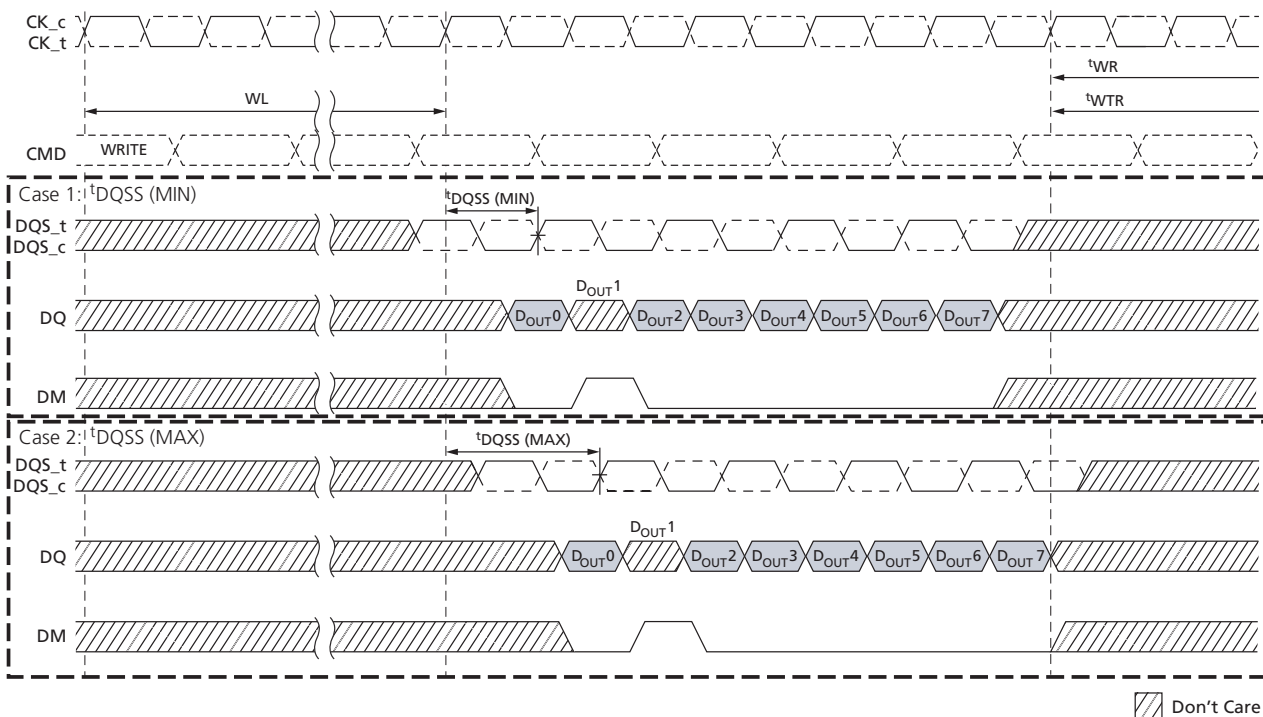 CK_c
CK_t
tWR
WL
tWTR
CMD
WRITE
Case 1: tDQSS (MIN)
tDQSS (MIN)
DQS_t
DQS_c
DOUT1
DQ
DOUT0 DOUT2 DOUT3 DOUT4 DOUT5 DOUT6 DOUT7
DM
Case 2: tDQSS (MAX)
tDQSS (MAX)
DQS_t
DQS_c
DOUT1
DQ
DOUT0 DOUT2 DOUT3 DOUT4 DOUT5 DOUT6 DOUT7
DM
Don't Care